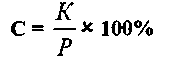 С = К/Р × 100%